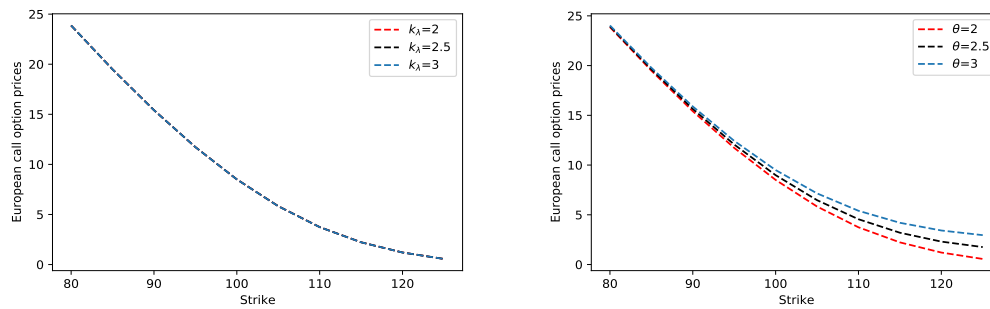 25
20
15
10
5
0
European call option prices
k_λ=2
k_λ=2.5
k_λ=3
80 90 100 110 120
Strike
25
20
15
10
5
0
European call option prices
θ=2
θ=2.5
θ=3
80 90 100 110 120
Strike